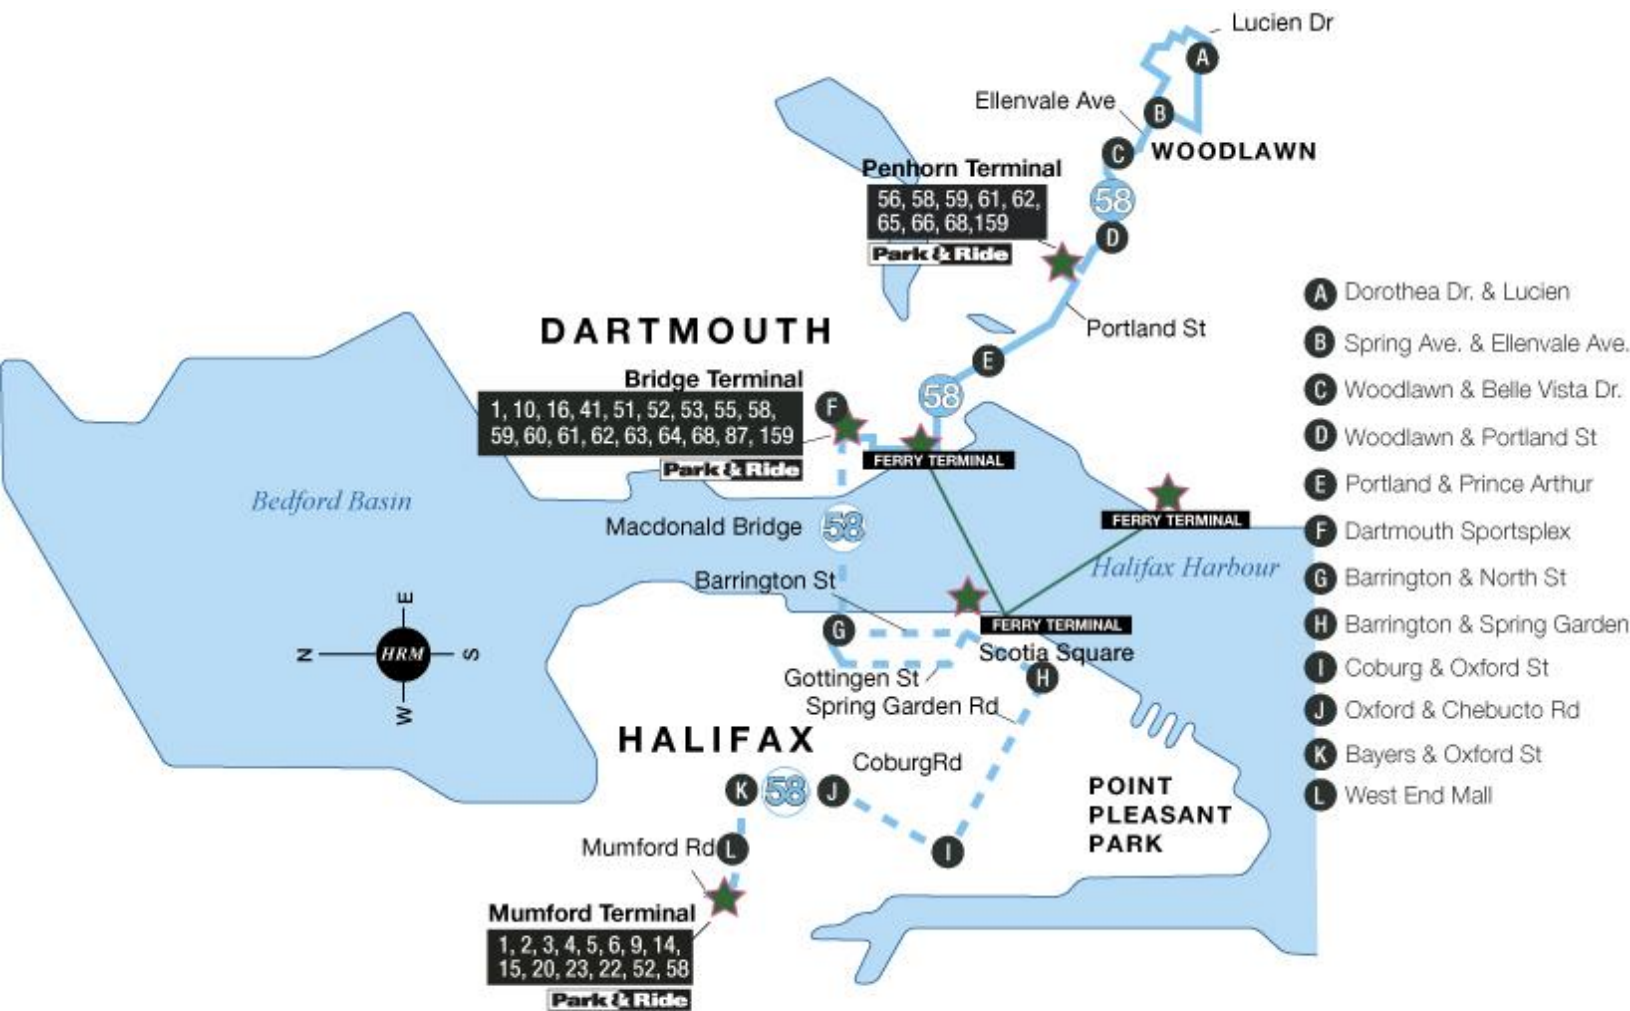 Lucien Dr
A
Ellenvale Ave
B
C
WOODLAWN
Penhorn Terminal
56, 58, 59, 61, 62,
65, 66, 68,159
Park & Ride
58
D
Portland St
DARTMOUTH
E
Bridge Terminal
1, 10, 16, 41, 51, 52, 53, 55, 58,
59, 60, 61, 62, 63, 64, 68, 87, 159
Park & Ride
F
58
FERRY TERMINAL
FERRY TERMINAL
Bedford Basin
Macdonald Bridge
58
Halifax Harbour
Barrington St
G
FERRY TERMINAL
Scotia Square
N
E
S
W
HRM
Gottingen St
H
Spring Garden Rd
HALIFAX
CoburgRd
K
58
J
POINT
PLEASANT
PARK
Mumford Rd
L
I
Mumford Terminal
1, 2, 3, 4, 5, 6, 9, 14,
15, 20, 23, 22, 52, 58
Park & Ride
A Dorothea Dr. & Lucien
B Spring Ave. & Ellenvale Ave.
C Woodlawn & Belle Vista Dr.
D Woodlawn & Portland St
E Portland & Prince Arthur
F Dartmouth Sportsplex
G Barrington & North St
H Barrington & Spring Garden
I Coburg & Oxford St
J Oxford & Chebucto Rd
K Bayers & Oxford St
L West End Mall